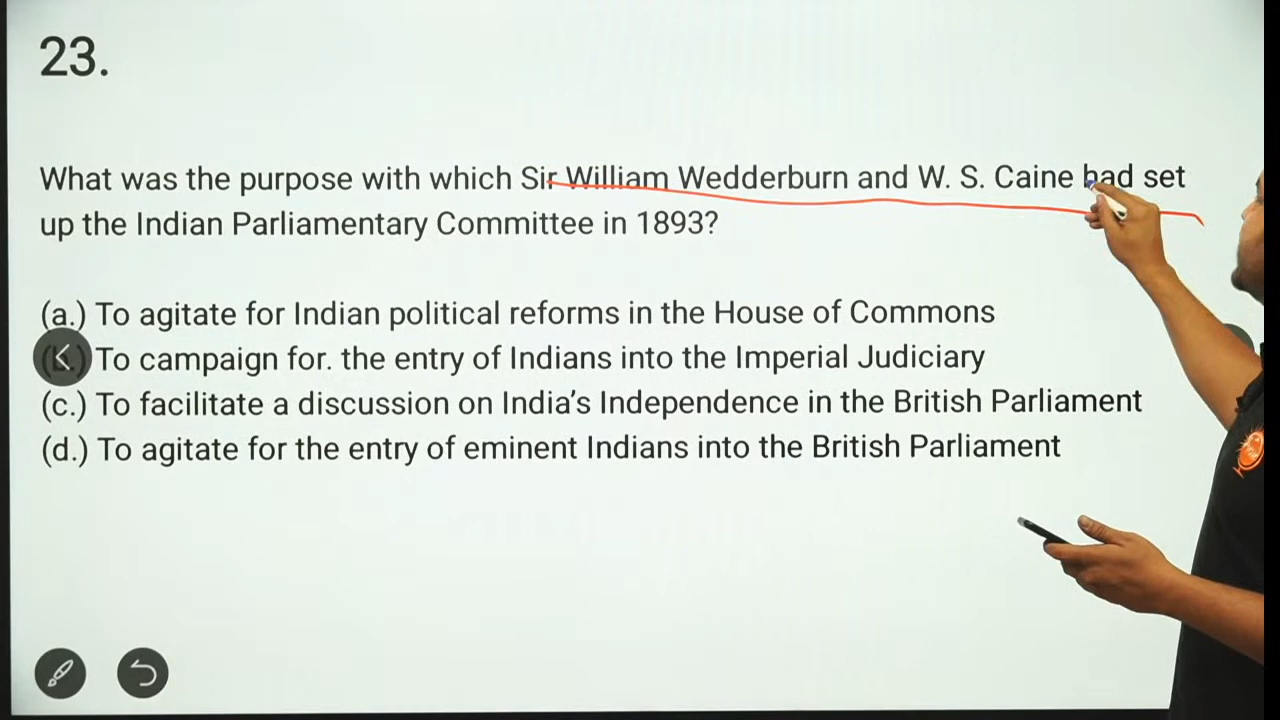 23.
What was the purpose with which Sir William Wedderburn and W. S. Caine had set
up the Indian Parliamentary Committee in 1893?
(a.) To agitate for Indian political reforms in the House of Commons
To campaign for. the entry of Indians into the Imperial Judiciary
(c.) To facilitate a discussion on India's Independence in the British Parliament
(d.) To agitate for the entry of eminent Indians into the British Parliament